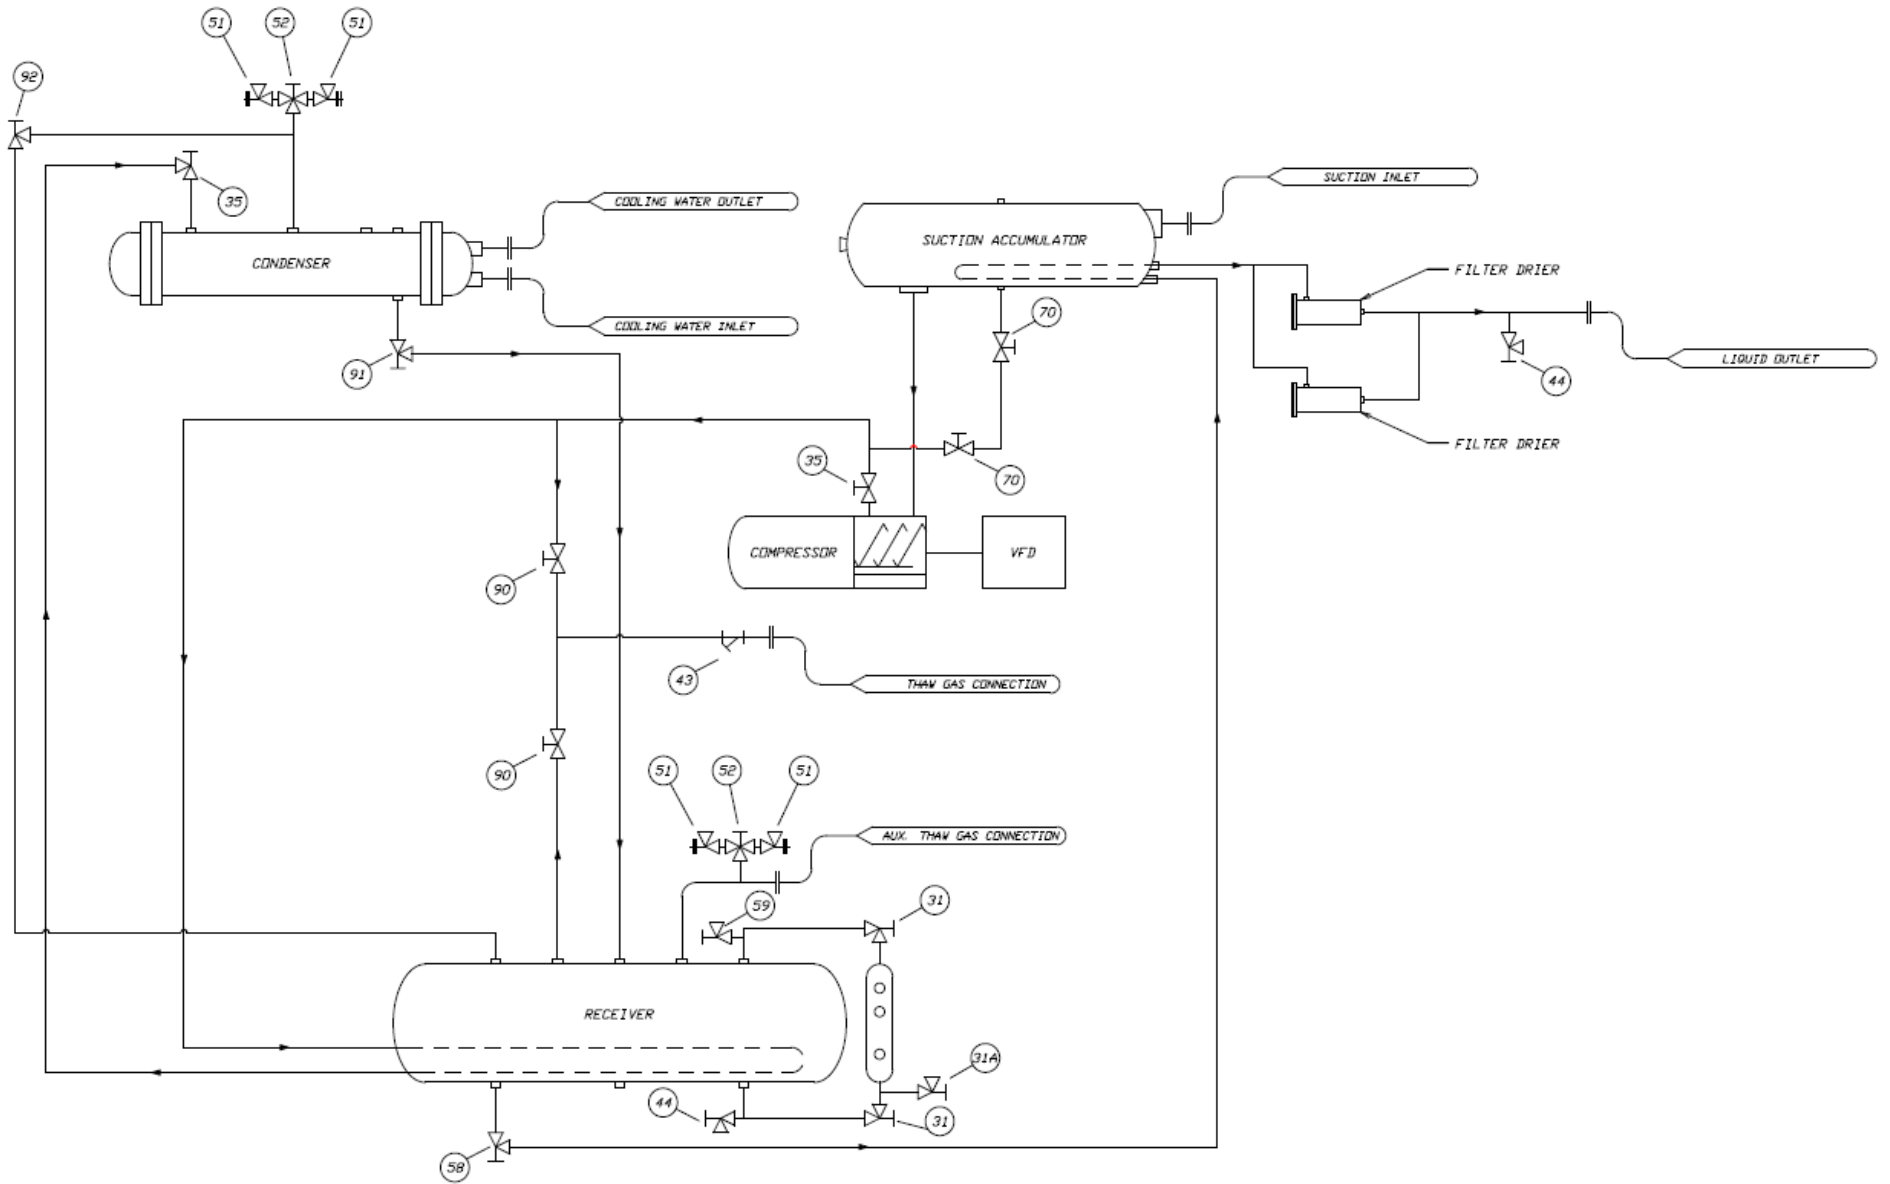 51
52
51
92
35
COOLING WATER OUTLET
CONDENSER
COOLING WATER INLET
91
SUCTION INLET
SUCTION ACCUMULATOR
FILTER DRIER
70
LIQUID OUTLET
44
FILTER DRIER
35
70
COMPRESSOR
VFD
90
43
THAW GAS CONNECTION
90
51
52
51
AUX. THAW GAS CONNECTION
59
31
RECEIVER
31A
44
31
58